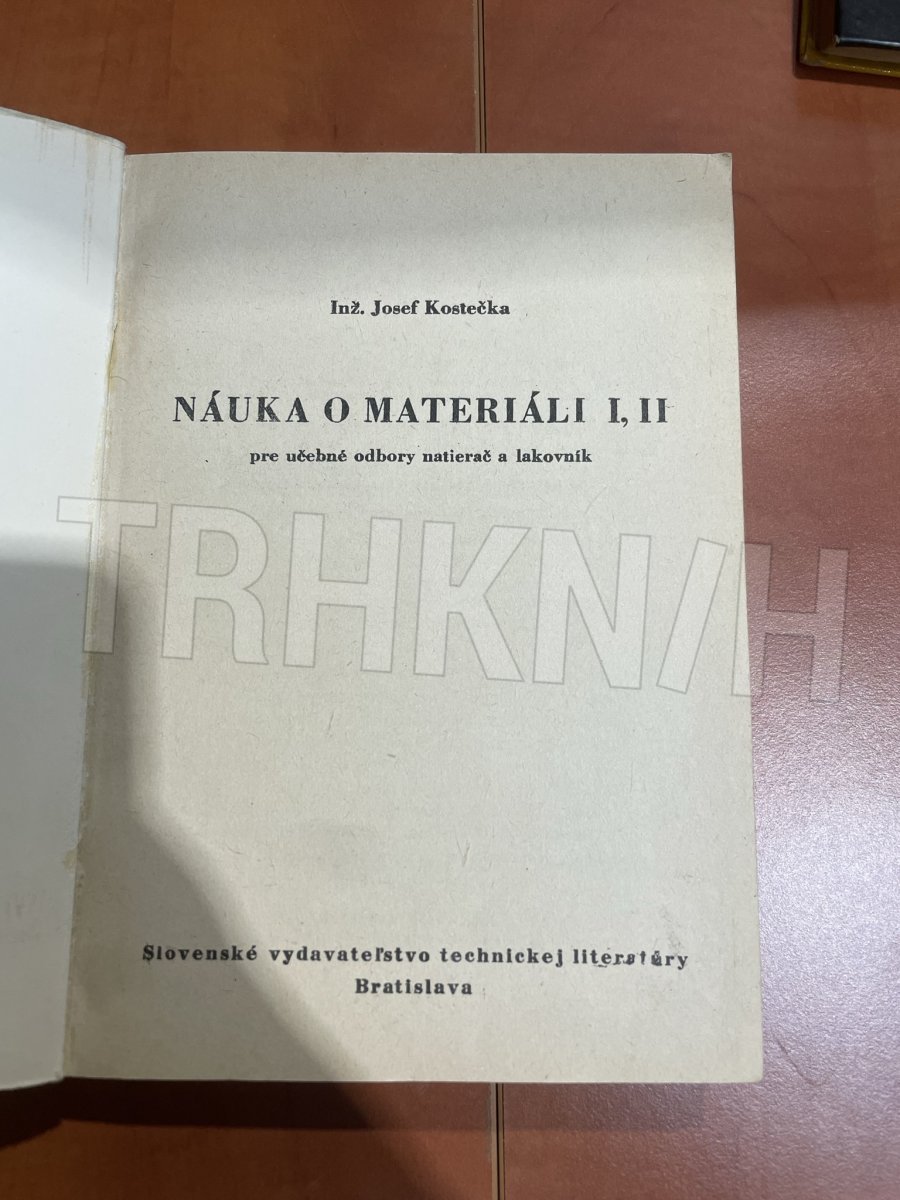 Inž. Josef Kostečka
NÁUKA O MATERIÁLI I, II
pre učebné odbory natierač a lakovník
TRHKNIH
Slovenské vydavateľstvo technickej literatúry
Bratislava